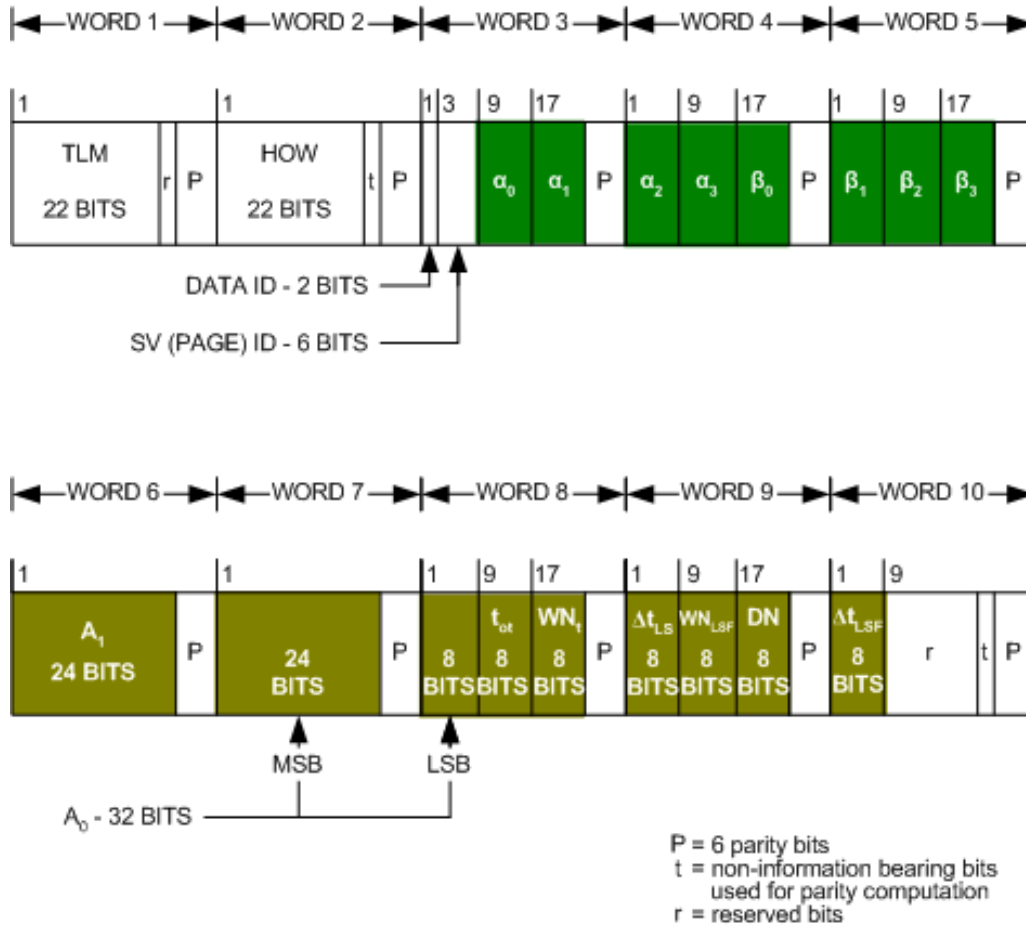 WORD 1 WORD 2 WORD 3 WORD 4 WORD 5
1 1 1 3 9 17 1 9 17 1 9 17
TLM HOW
r P t P α₀ α₁ P α₂ α₃ β₀ P β₁ β₂ β₃ P
22 BITS 22 BITS
DATA ID - 2 BITS
SV (PAGE) ID - 6 BITS
WORD 6 WORD 7 WORD 8 WORD 9 WORD 10
1 1 1 9 17 1 9 17 1 9
A₁ t_ot WN_t Δt_LS WN_LSF DN Δt_LSF
P P P P r t P
24 BITS 24 8 8 8 8 8 8 8
BITS BITS BITS BITS BITS BITS BITS BITS
MSB LSB
A₀ - 32 BITS
P = 6 parity bits
t = non-information bearing bits
used for parity computation
r = reserved bits